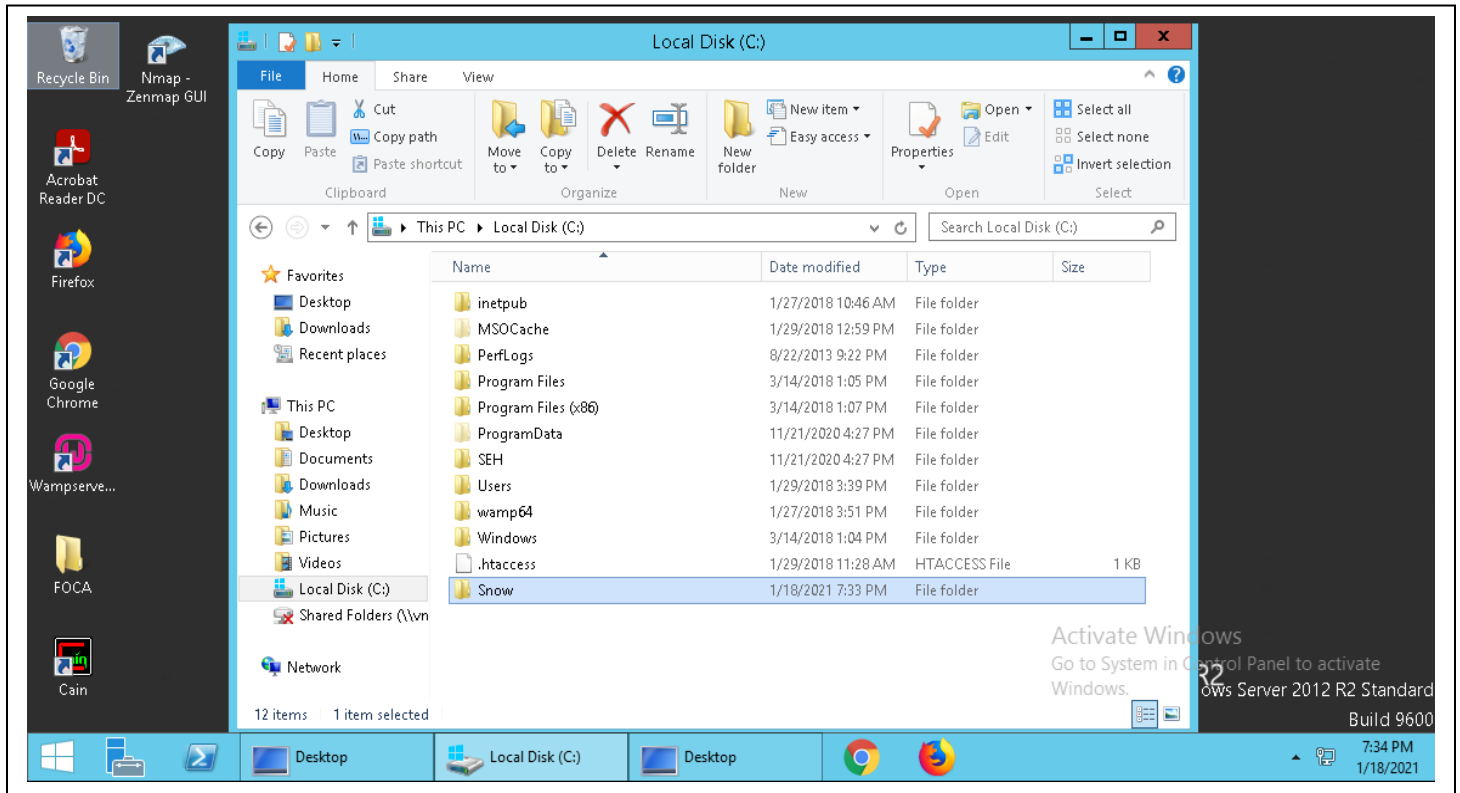 Recycle Bin
Nmap -
Zenmap GUI
Acrobat
Reader DC
Firefox
Google
Chrome
Wampserve...
FOCA
Cain
Local Disk (C:)
File Home Share View
Copy
Paste
Cut
Copy path
Paste shortcut
Clipboard
Move
to
Copy
to
Delete
Rename
Organize
New
folder
New item
Easy access
New
Properties
Open
Edit
Open
Select all
Select none
Invert selection
Select
This PC Local Disk (C:)
Search Local Disk (C:)
Favorites
Desktop
Downloads
Recent places
This PC
Desktop
Documents
Downloads
Music
Pictures
Videos
Local Disk (C:)
Shared Folders (\\vn
Network
Name Date modified Type Size
inetpub 1/27/2018 10:46 AM File folder
MSOCache 1/29/2018 12:59 PM File folder
PerfLogs 8/22/2013 9:22 PM File folder
Program Files 3/14/2018 1:05 PM File folder
Program Files (x86) 3/14/2018 1:07 PM File folder
ProgramData 11/21/2020 4:27 PM File folder
SEH 11/21/2020 4:27 PM File folder
Users 1/29/2018 3:39 PM File folder
wamp64 1/27/2018 3:51 PM File folder
Windows 3/14/2018 1:04 PM File folder
.htaccess 1/29/2018 11:28 AM HTACCESS File 1 KB
Snow 1/18/2021 7:33 PM File folder
12 items 1 item selected
Activate Windows
Go to System in Control Panel to activate
Windows.
R2
ows Server 2012 R2 Standard
Build 9600
Desktop
Local Disk (C:)
Desktop
7:34 PM
1/18/2021